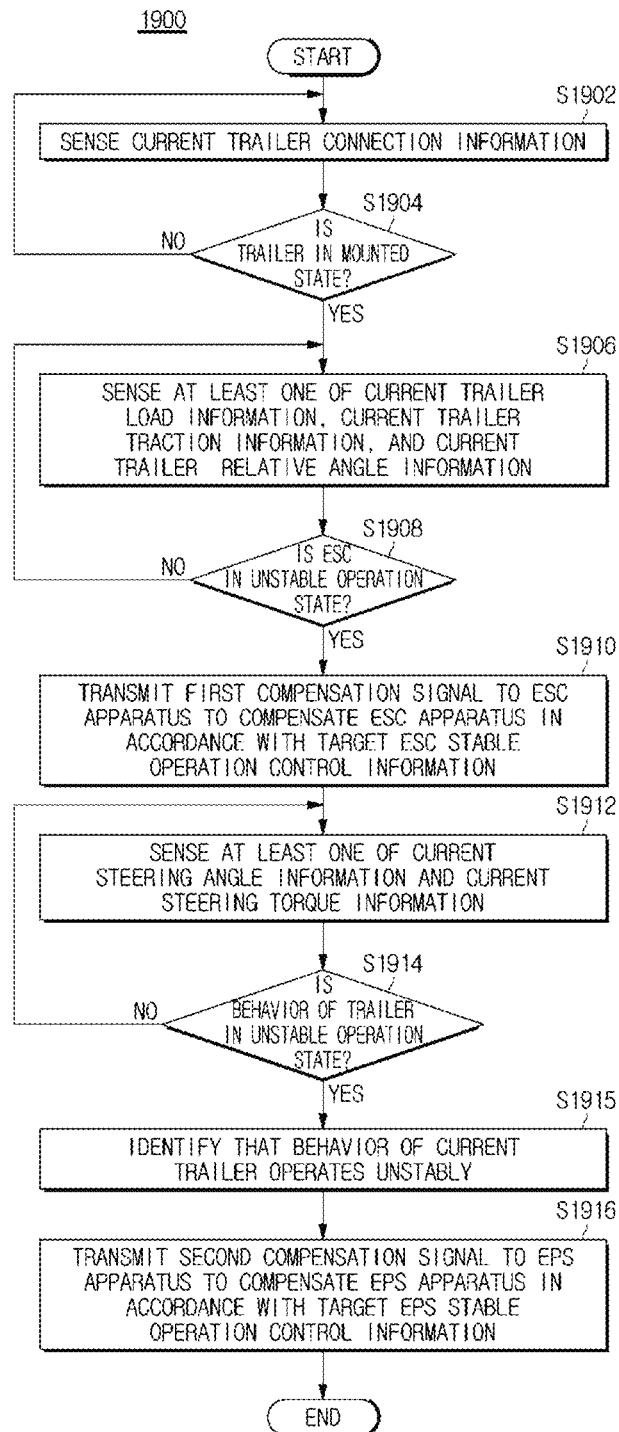 1900
START
S1902
SENSE CURRENT TRAILER CONNECTION INFORMATION
S1904
IS
TRAILER IN MOUNTED
STATE?
NO
YES
S1906
SENSE AT LEAST ONE OF CURRENT TRAILER
LOAD INFORMATION, CURRENT TRAILER
TRACTION INFORMATION, AND CURRENT
TRAILER RELATIVE ANGLE INFORMATION
S1908
IS ESC
IN UNSTABLE OPERATION
STATE?
NO
YES
S1910
TRANSMIT FIRST COMPENSATION SIGNAL TO ESC
APPARATUS TO COMPENSATE ESC APPARATUS IN
ACCORDANCE WITH TARGET ESC STABLE
OPERATION CONTROL INFORMATION
S1912
SENSE AT LEAST ONE OF CURRENT
STEERING ANGLE INFORMATION AND CURRENT
STEERING TORQUE INFORMATION
S1914
IS
BEHAVIOR OF TRAILER
IN UNSTABLE OPERATION
STATE?
NO
YES
S1915
IDENTIFY THAT BEHAVIOR OF CURRENT
TRAILER OPERATES UNSTABLY
S1916
TRANSMIT SECOND COMPENSATION SIGNAL TO EPS
APPARATUS TO COMPENSATE EPS APPARATUS IN
ACCORDANCE WITH TARGET EPS STABLE
OPERATION CONTROL INFORMATION
END